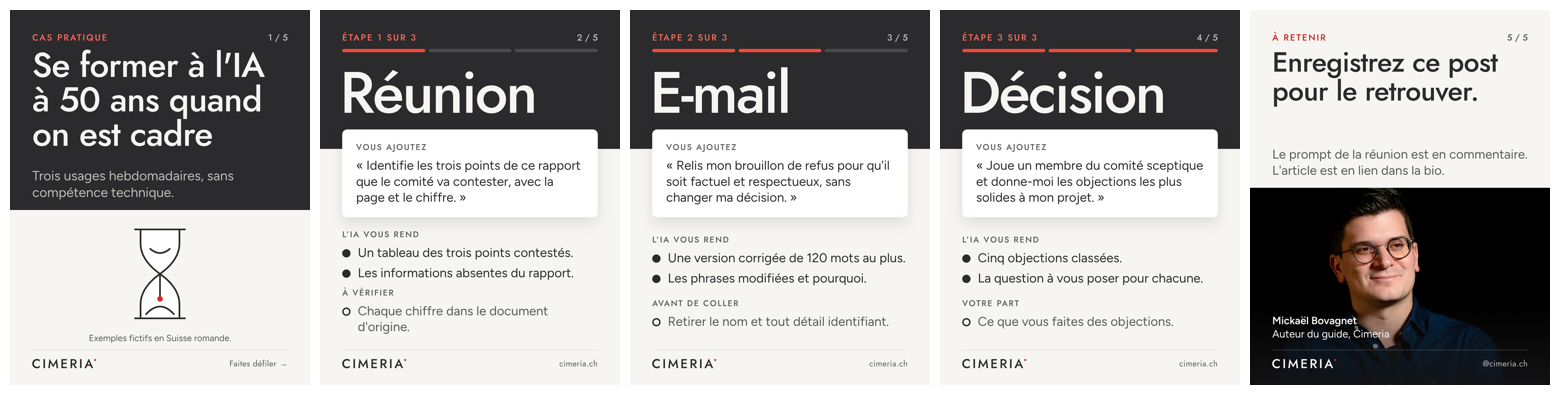 CAS PRATIQUE
1 / 5
Se former à l'IA
à 50 ans quand
on est cadre
Trois usages hebdomadaires, sans
compétence technique.
Exemples fictifs en Suisse romande.
CIMERIA
Faites défiler →
ÉTAPE 1 SUR 3
2 / 5
Réunion
VOUS AJOUTEZ
« Identifie les trois points de ce rapport
que le comité va contester, avec la
page et le chiffre. »
L'IA VOUS REND
Un tableau des trois points contestés.
Les informations absentes du rapport.
À VÉRIFIER
Chaque chiffre dans le document
d'origine.
CIMERIA
cimeria.ch
ÉTAPE 2 SUR 3
3 / 5
E-mail
VOUS AJOUTEZ
« Relis mon brouillon de refus pour qu'il
soit factuel et respectueux, sans
changer ma décision. »
L'IA VOUS REND
Une version corrigée de 120 mots au plus.
Les phrases modifiées et pourquoi.
AVANT DE COLLER
Retirer le nom et tout détail identifiant.
CIMERIA
cimeria.ch
ÉTAPE 3 SUR 3
4 / 5
Décision
VOUS AJOUTEZ
« Joue un membre du comité sceptique
et donne-moi les objections les plus
solides à mon projet. »
L'IA VOUS REND
Cinq objections classées.
La question à vous poser pour chacune.
VOTRE PART
Ce que vous faites des objections.
CIMERIA
cimeria.ch
À RETENIR
5 / 5
Enregistrez ce post
pour le retrouver.
Le prompt de la réunion est en commentaire.
L'article est en lien dans la bio.
Mickaël Bovagnet
Auteur du guide, Cimeria
CIMERIA
@cimeria.ch